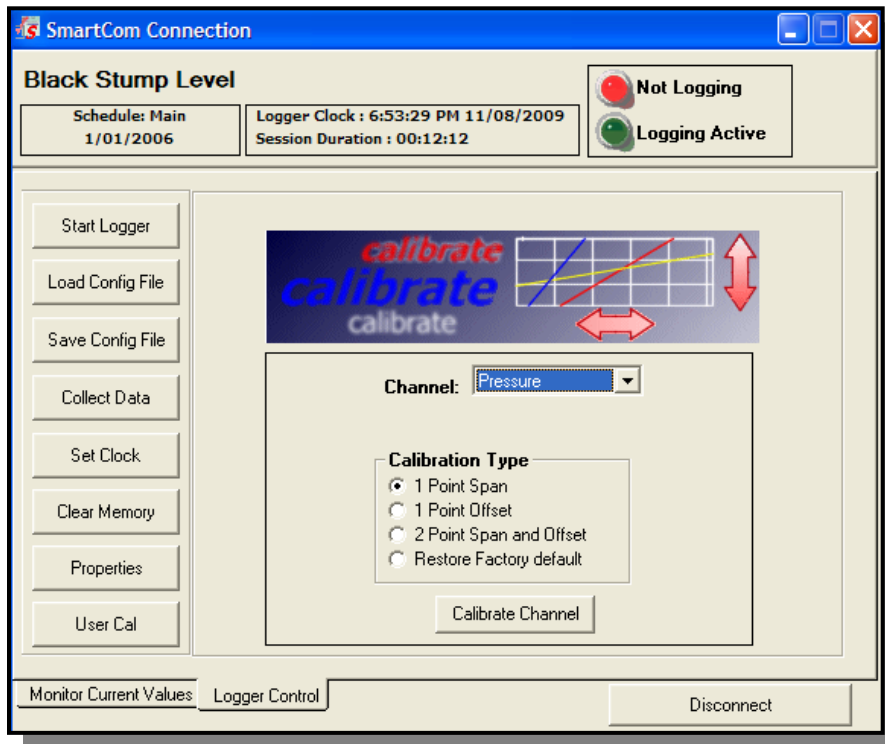 SmartCom Connection
Black Stump Level
Schedule: Main
1/01/2006
Logger Clock : 6:53:29 PM 11/08/2009
Session Duration : 00:12:12
Not Logging
Logging Active
Start Logger
Load Config File
Save Config File
Collect Data
Set Clock
Clear Memory
Properties
User Cal
calibrate
calibrate
calibrate
Channel: Pressure
Calibration Type
1 Point Span
1 Point Offset
2 Point Span and Offset
Restore Factory default
Calibrate Channel
Monitor Current Values
Logger Control
Disconnect